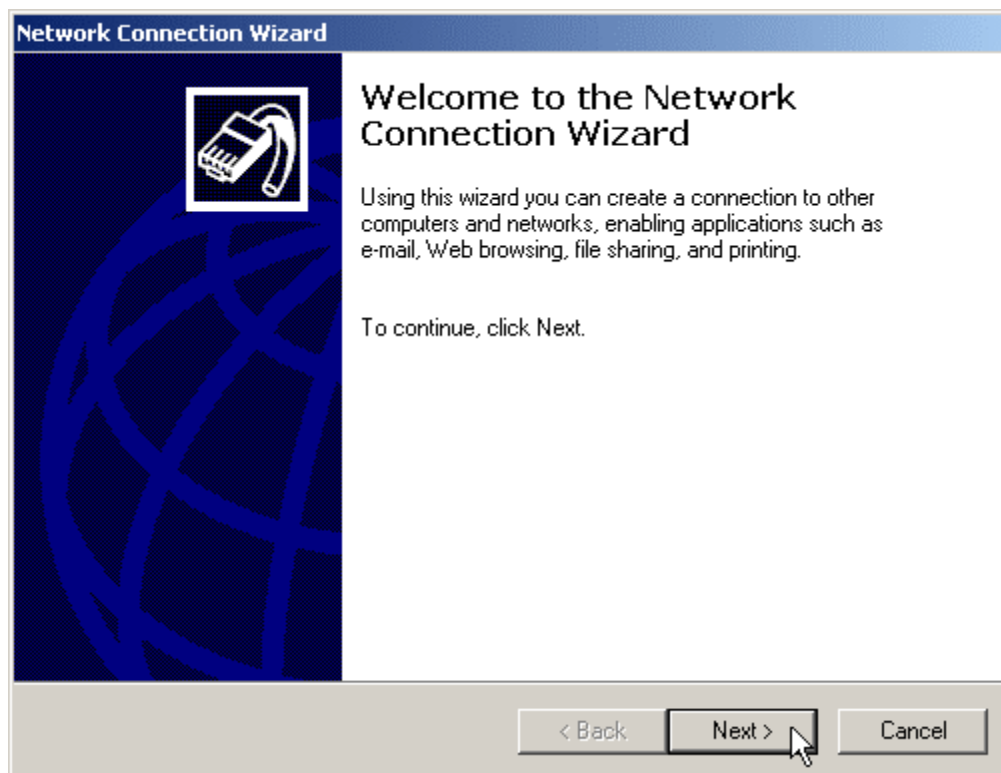 Network Connection Wizard
Welcome to the Network
Connection Wizard
Using this wizard you can create a connection to other
computers and networks, enabling applications such as
e-mail, Web browsing, file sharing, and printing.
To continue, click Next.
< Back
Next >
Cancel